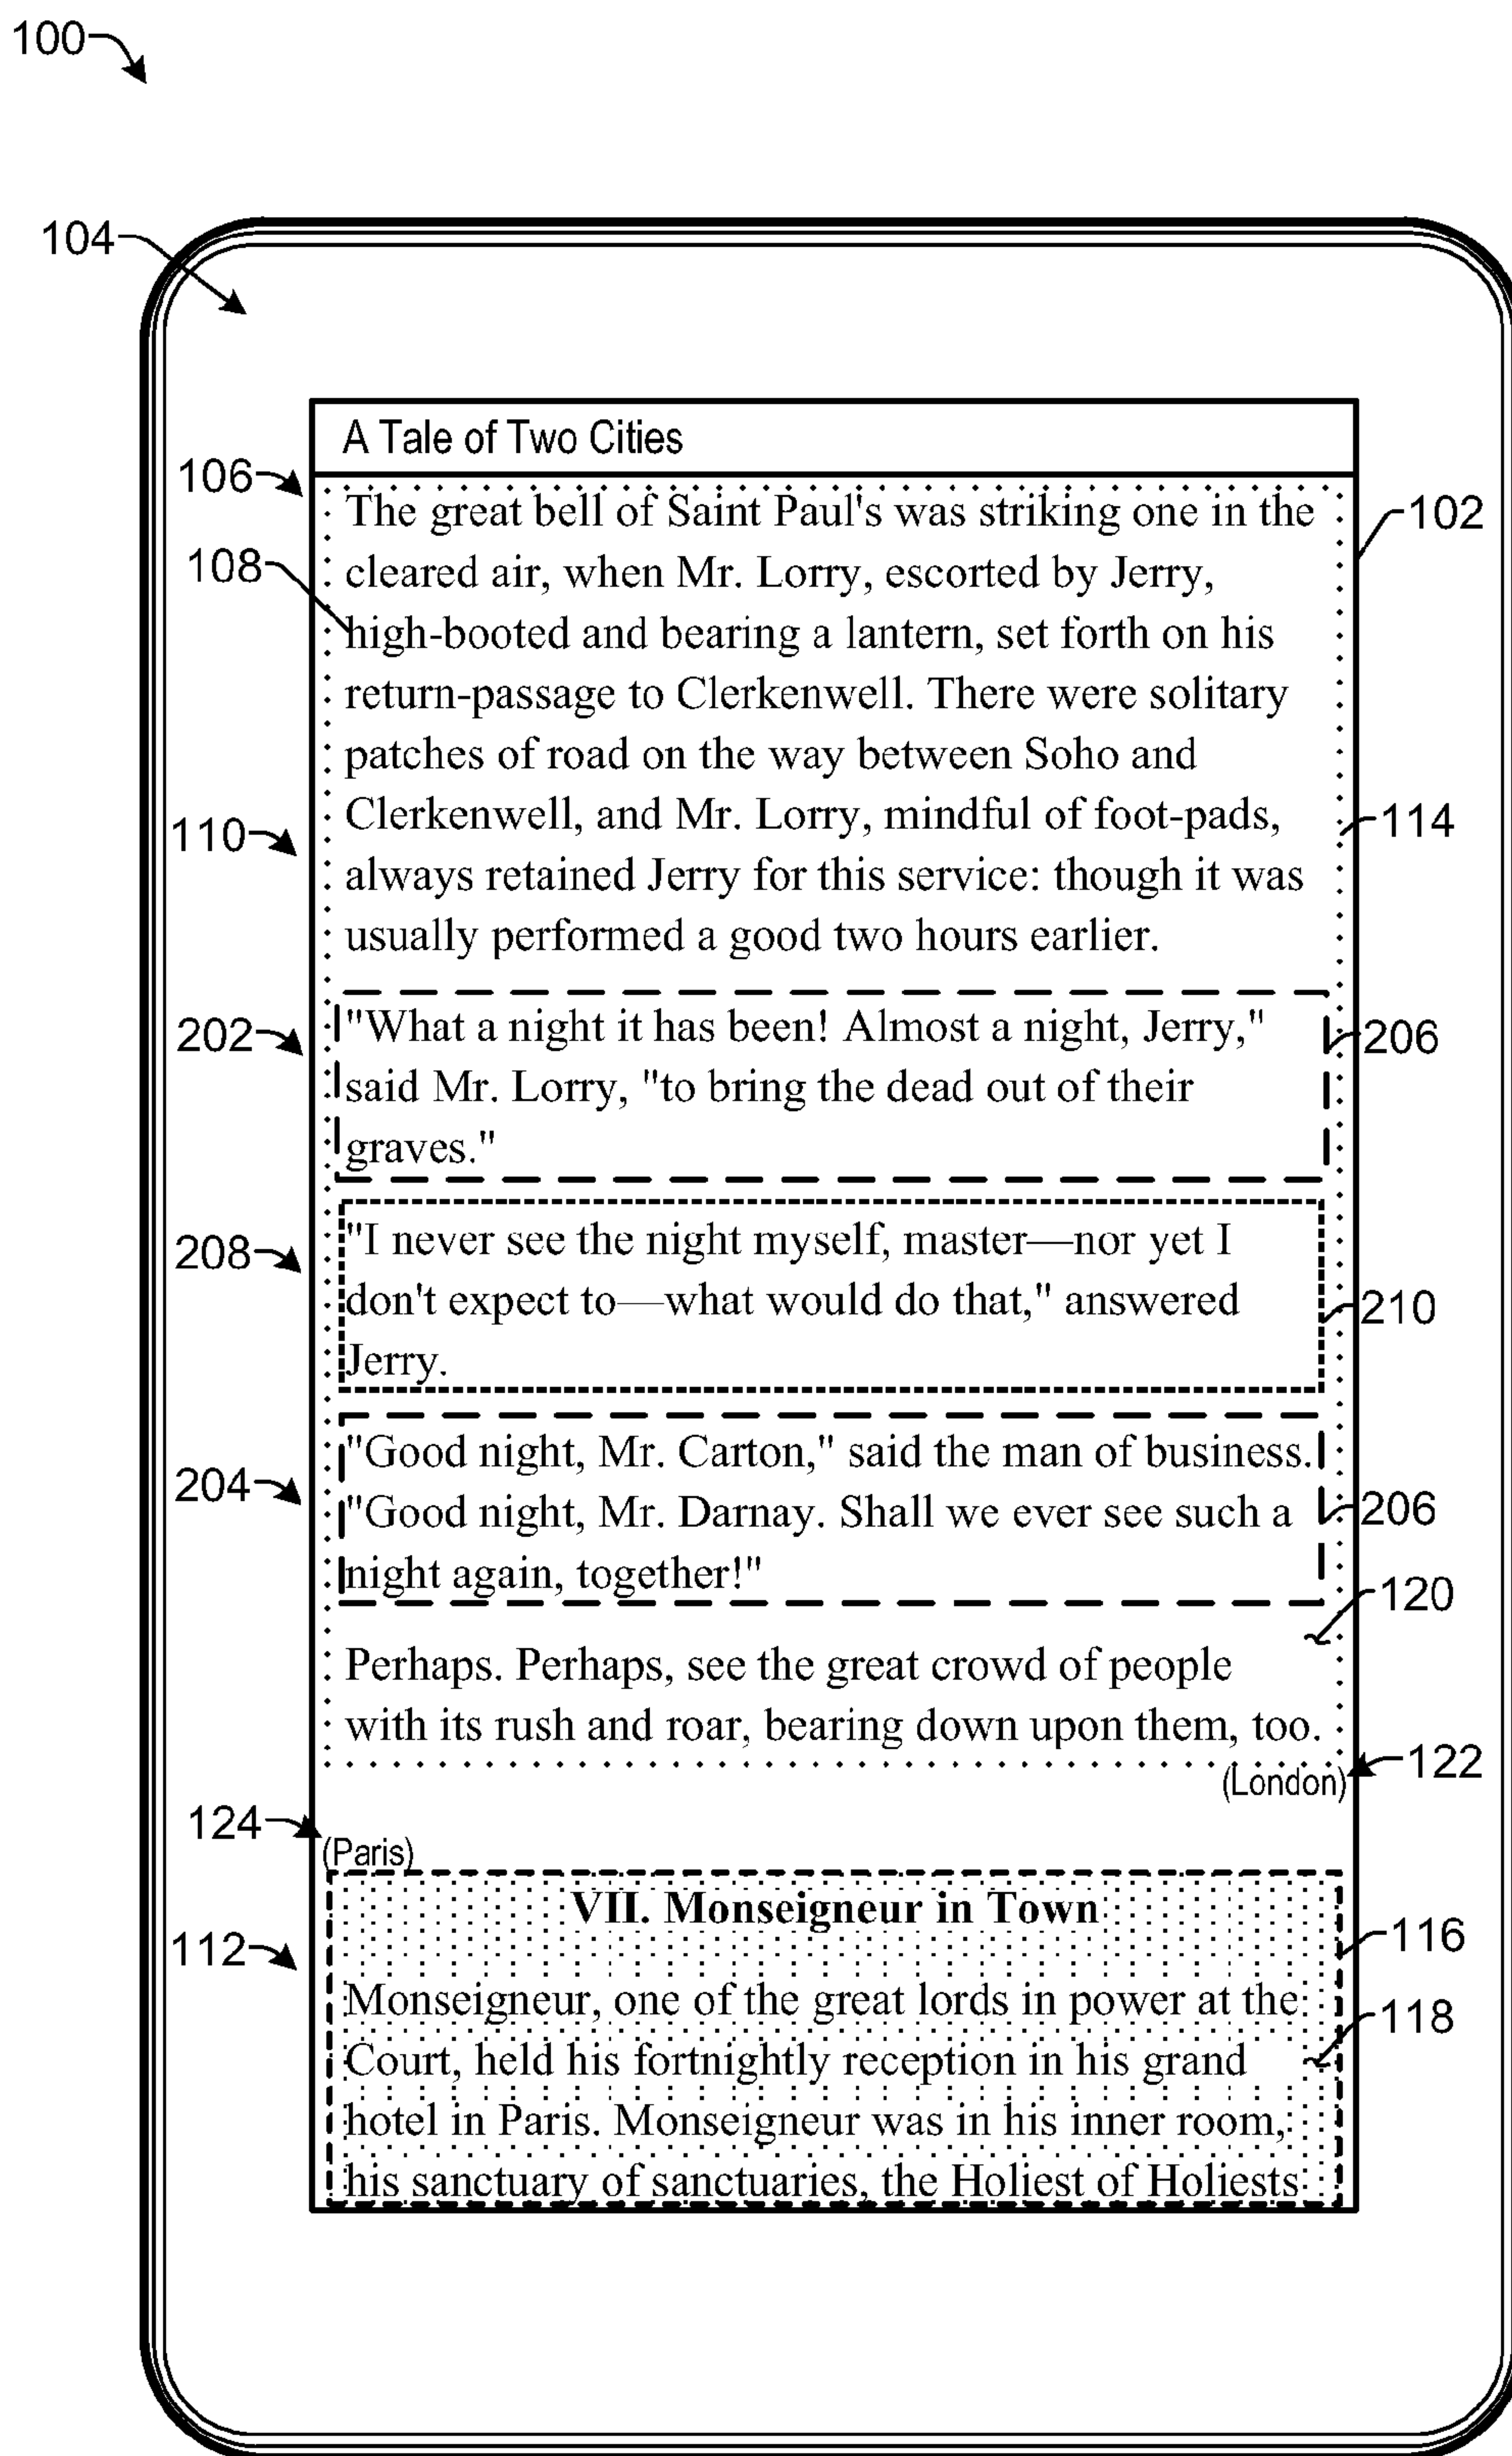 100
104
A Tale of Two Cities
106
The great bell of Saint Paul's was striking one in the
102
cleared air, when Mr. Lorry, escorted by Jerry,
108
high-booted and bearing a lantern, set forth on his
return-passage to Clerkenwell. There were solitary
patches of road on the way between Soho and
Clerkenwell, and Mr. Lorry, mindful of foot-pads,
114
110
always retained Jerry for this service: though it was
usually performed a good two hours earlier.
202
"What a night it has been! Almost a night, Jerry,"
206
said Mr. Lorry, "to bring the dead out of their
graves."
208
"I never see the night myself, master—nor yet I
don't expect to—what would do that," answered
210
Jerry.
"Good night, Mr. Carton," said the man of business.
204
"Good night, Mr. Darnay. Shall we ever see such a
206
night again, together!"
120
Perhaps. Perhaps, see the great crowd of people
with its rush and roar, bearing down upon them, too.
122
(London)
124
(Paris)
VII. Monseigneur in Town
112
116
Monseigneur, one of the great lords in power at the
118
Court, held his fortnightly reception in his grand
hotel in Paris. Monseigneur was in his inner room,
his sanctuary of sanctuaries, the Holiest of Holiests